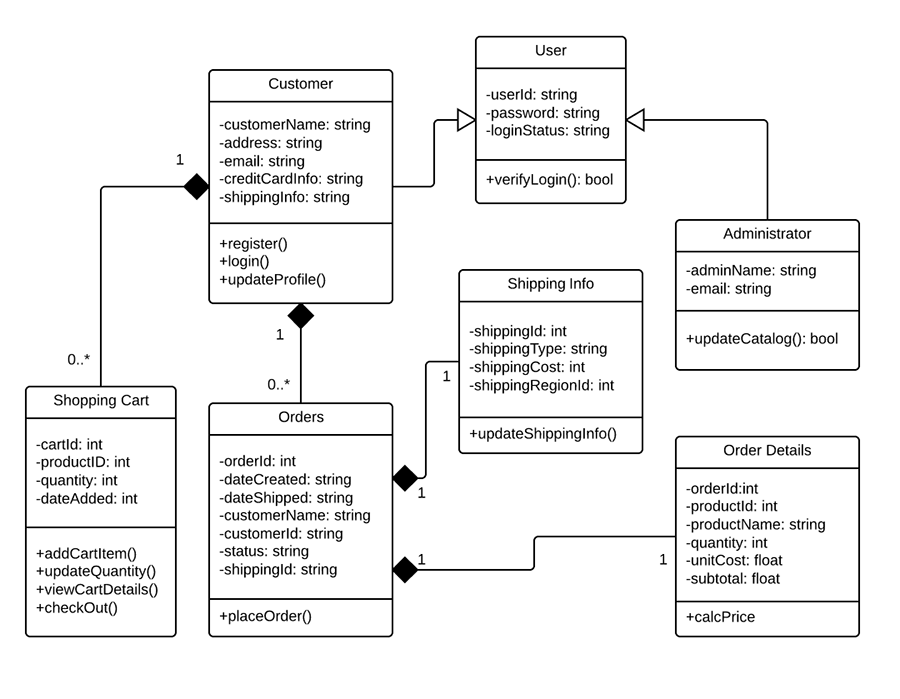 User
-userId: string
-password: string
-loginStatus: string
+verifyLogin(): bool
Customer
-customerName: string
-address: string
-email: string
-creditCardInfo: string
-shippingInfo: string
+register()
+login()
+updateProfile()
1
0..*
1
0..*
Administrator
-adminName: string
-email: string
+updateCatalog(): bool
Shipping Info
-shippingId: int
-shippingType: string
-shippingCost: int
-shippingRegionId: int
+updateShippingInfo()
1
1
Shopping Cart
-cartId: int
-productID: int
-quantity: int
-dateAdded: int
+addCartItem()
+updateQuantity()
+viewCartDetails()
+checkOut()
Orders
-orderId: int
-dateCreated: string
-dateShipped: string
-customerName: string
-customerId: string
-status: string
-shippingId: string
+placeOrder()
1
1
Order Details
-orderId:int
-productId: int
-productName: string
-quantity: int
-unitCost: float
-subtotal: float
+calcPrice